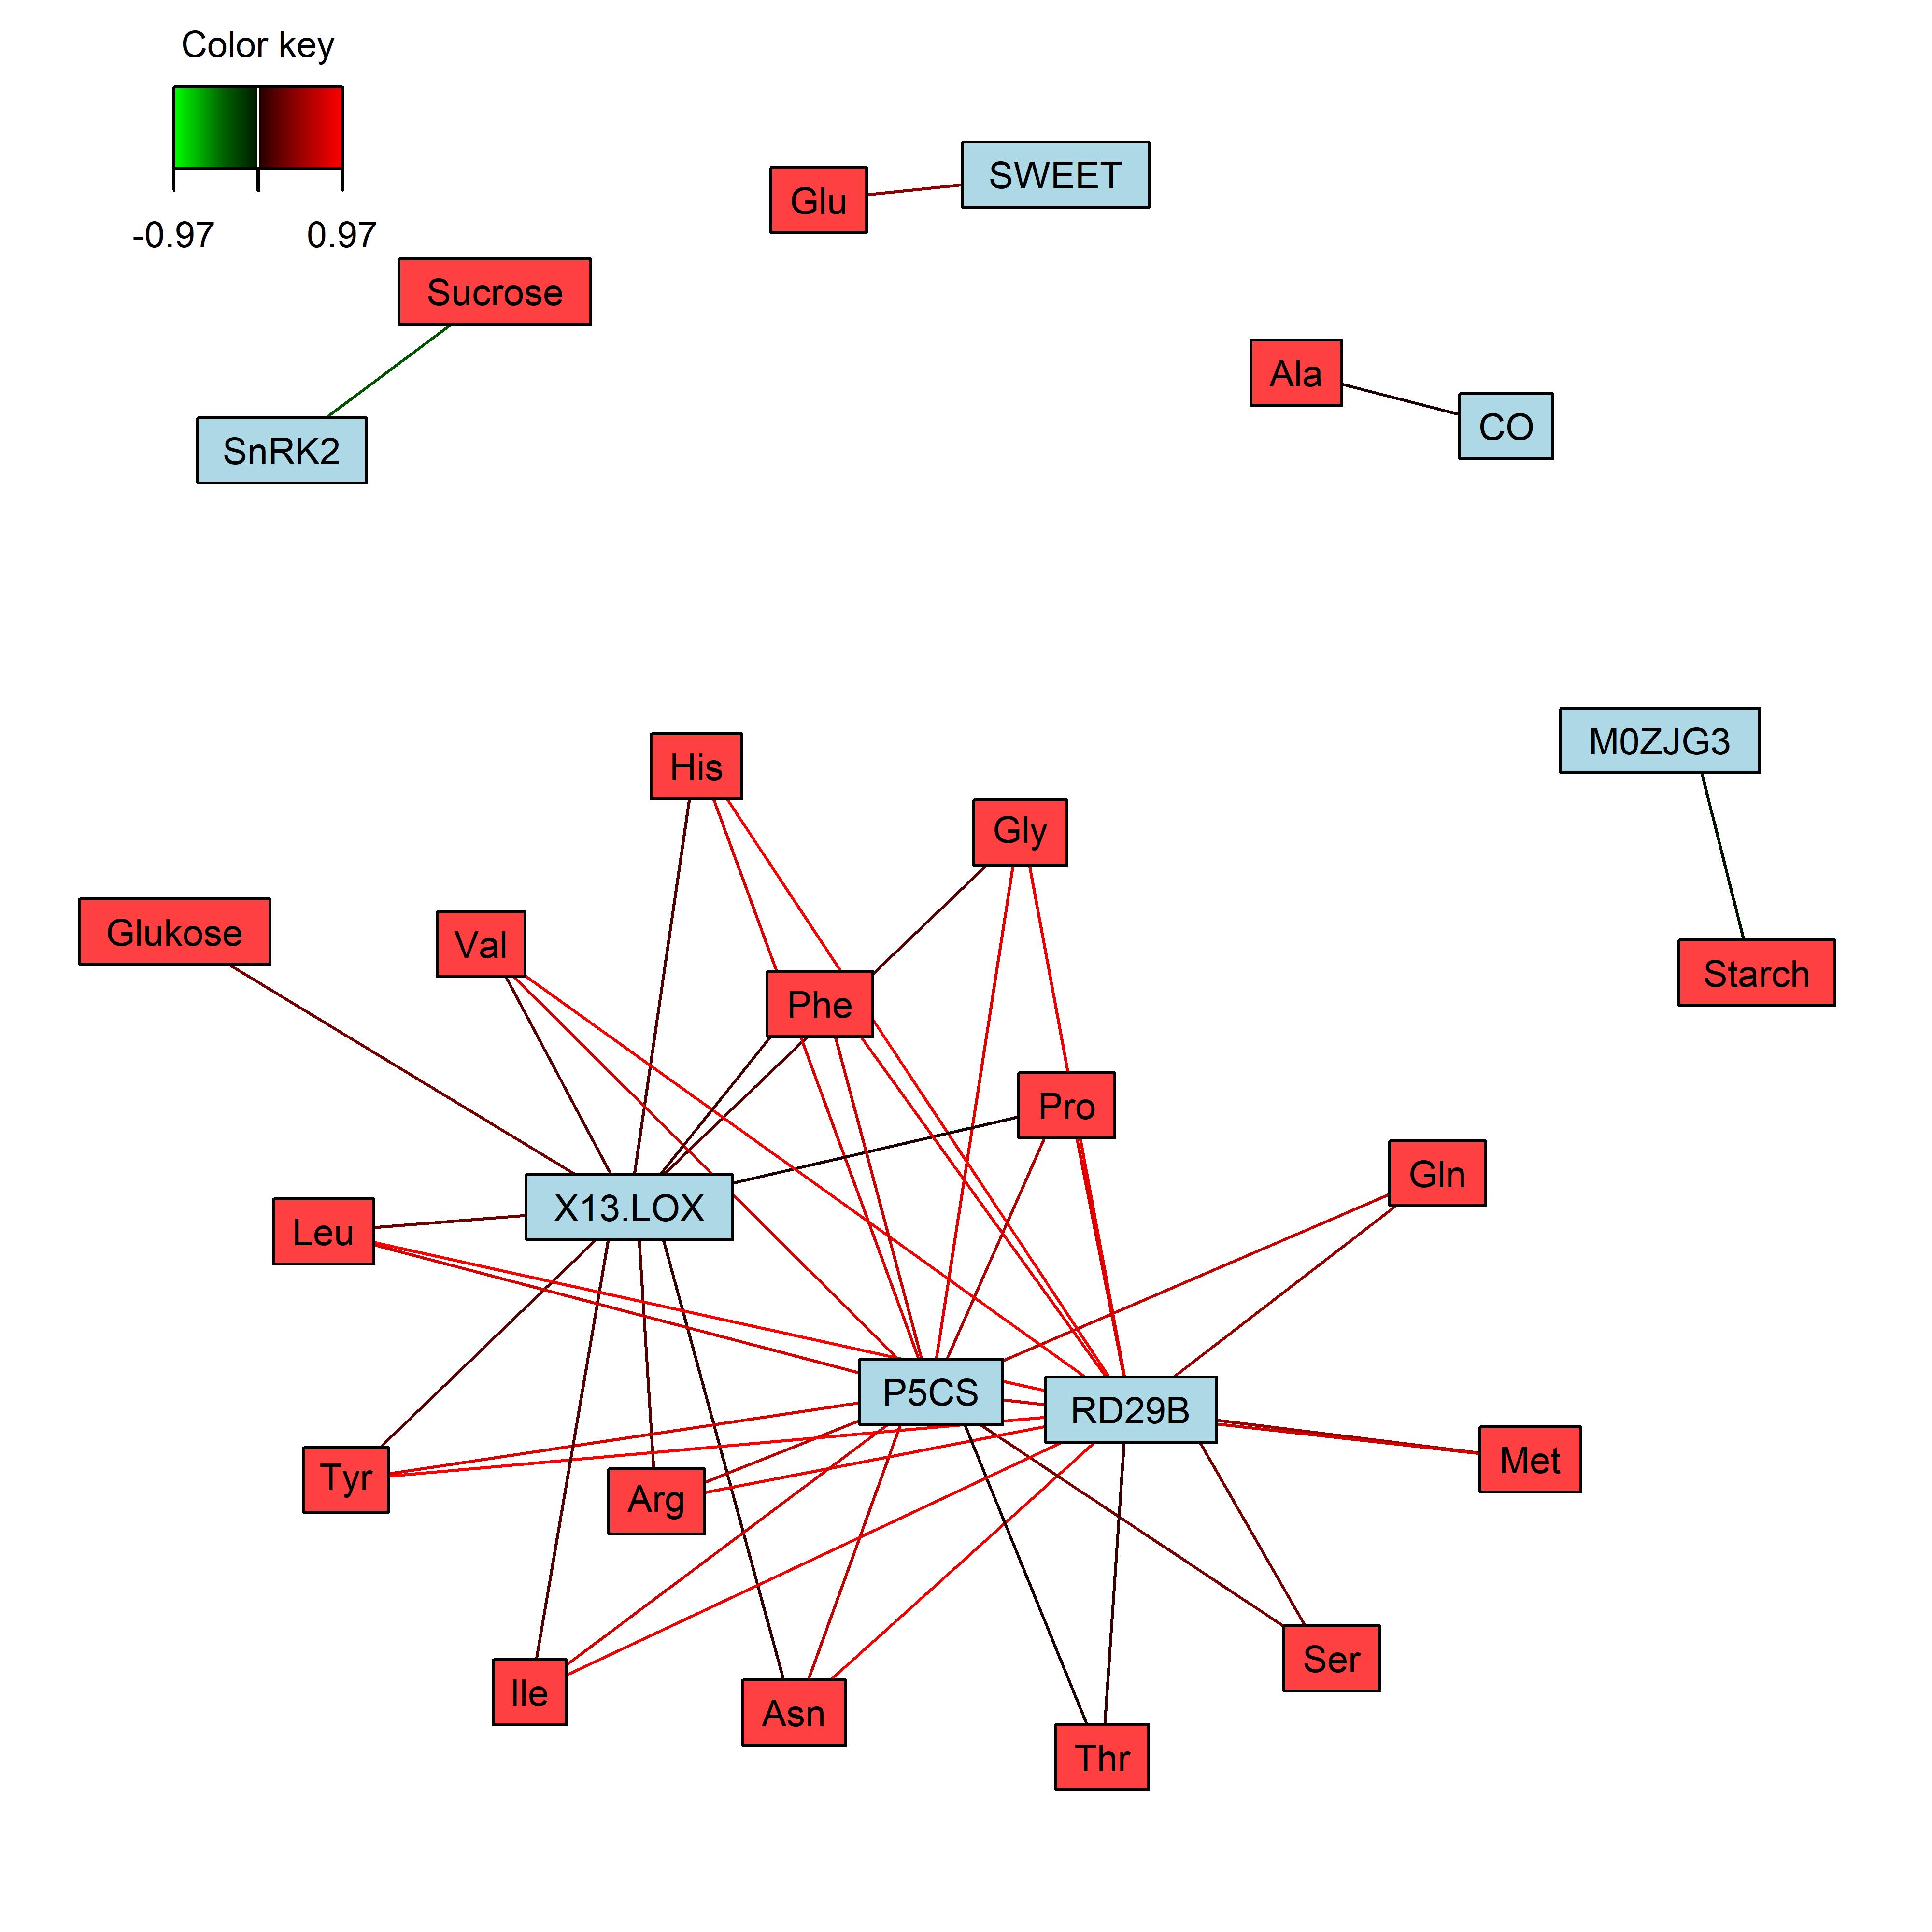 Color key
-0.97 0.97
SWEET
Glu
Sucrose
Ala
CO
SnRK2
M0ZJG3
His
Gly
Glukose
Val
Starch
Phe
Pro
Gln
X13.LOX
Leu
P5CS
RD29B
Met
Tyr
Arg
Ser
Ile
Asn
Thr